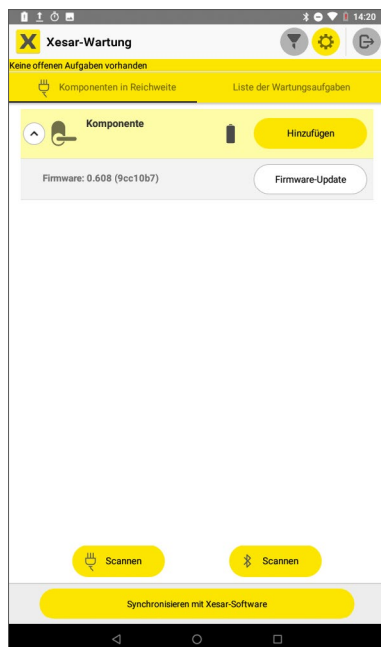 14:20
X Xesar-Wartung
Keine offenen Aufgaben vorhanden
Komponenten in Reichweite
Liste der Wartungsaufgaben
Komponente
Hinzufügen
Firmware: 0.608 (9cc10b7)
Firmware-Update
Scannen
Scannen
Synchronisieren mit Xesar-Software